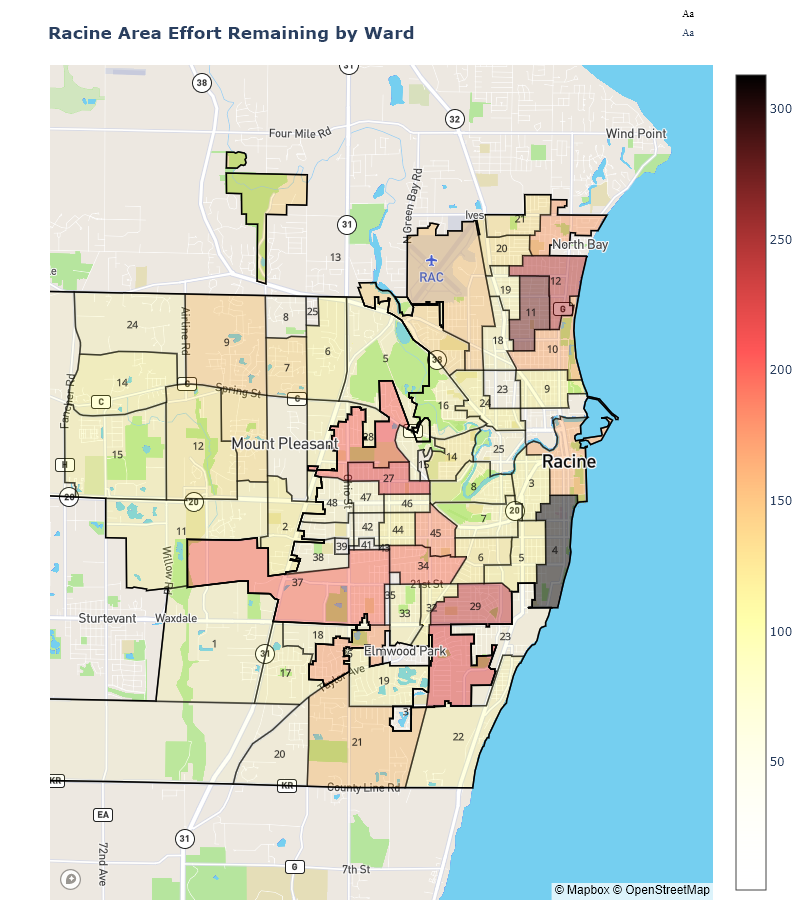 Aa
Racine Area Effort Remaining by Ward
Aa
31
38
32
Four Mile Rd
Wind Point
N Green Bay Rd
Ives
21
31
North Bay
20
13
RAC
12
19
11
G
25
8
24
Airline Rd
9
18
10
6
5
38
7
14
C
Spring St
G
23
9
Fancher Rd
C
16
24
28
Mount Pleasant
12
25
15
14
Racine
H
15
27
Ohio St
8
3
20
47
20
48
46
20
7
2
42
44
11
45
39
41
43
4
38
6
5
Willow Rd
34
37
21st St
35
29
32
33
Sturtevant
Waxdale
18
23
1
Elmwood Park
31
17
Taylor Ave
19
3
22
21
20
KR
KR
County Line Rd
EA
31
72nd Ave
G
7th St
© Mapbox © OpenStreetMap
300
250
200
150
100
50